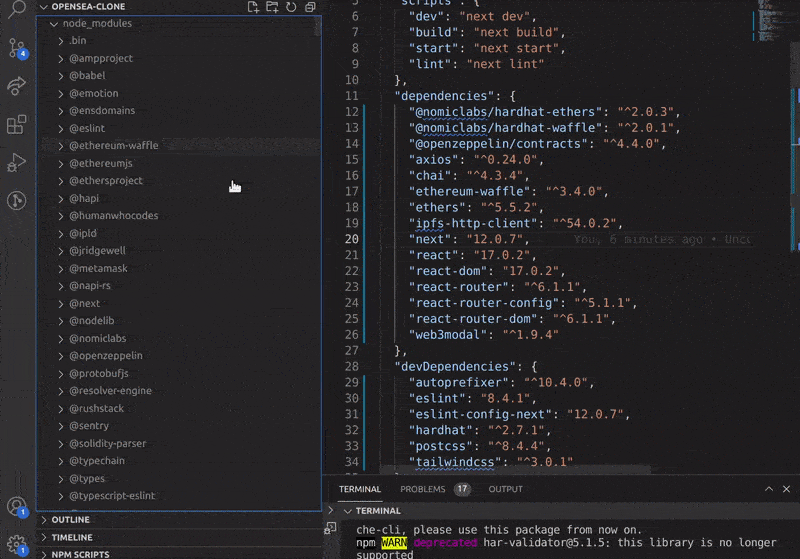 OPENSEA-CLONE
node_modules
.bin
@ampproject
@babel
@emotion
@ensdomains
@eslint
@ethereum-waffle
@ethereumjs
@ethersproject
@hapi
@humanwhocodes
@ipld
@jridgewell
@metamask
@napi-rs
@next
@nodelib
@nomiclabs
@openzeppelin
@protobufjs
@resolver-engine
@rushstack
@sentry
@solidity-parser
@typechain
@types
@typescript-eslint
OUTLINE
TIMELINE
NPM SCRIPTS
4
1
1
5 "scripts": {
6 "dev": "next dev",
7 "build": "next build",
8 "start": "next start",
9 "lint": "next lint"
10 },
11 "dependencies": {
12 "@nomiclabs/hardhat-ethers": "^2.0.3",
13 "@nomiclabs/hardhat-waffle": "^2.0.1",
14 "@openzeppelin/contracts": "^4.4.0",
15 "axios": "^0.24.0",
16 "chai": "^4.3.4",
17 "ethereum-waffle": "^3.4.0",
18 "ethers": "^5.5.2",
19 "ipfs-http-client": "^54.0.2",
20 "next": "12.0.7", You, 6 minutes ago • Unco
21 "react": "17.0.2",
22 "react-dom": "17.0.2",
23 "react-router": "^6.1.1",
24 "react-router-config": "^5.1.1",
25 "react-router-dom": "^6.1.1",
26 "web3modal": "^1.9.4"
27 },
28 "devDependencies": {
29 "autoprefixer": "^10.4.0",
30 "eslint": "8.4.1",
31 "eslint-config-next": "12.0.7",
32 "hardhat": "^2.7.1",
33 "postcss": "^8.4.4",
34 "tailwindcss": "^3.0.1"
TERMINAL PROBLEMS 17 OUTPUT
TERMINAL
che-cli, please use this package from now on.
npm WARN deprecated har-validator@5.1.5: this library is no longer
supported